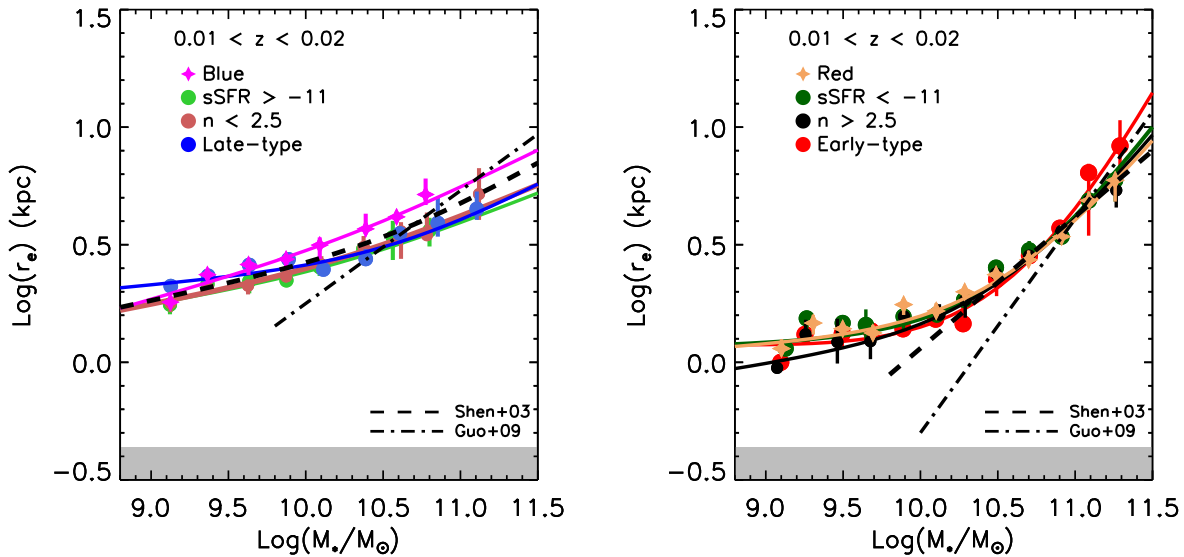 1.5
1.0
0.5
0.0
−0.5
Log(rₑ) (kpc)
0.01 < z < 0.02
Blue
sSFR > −11
n < 2.5
Late−type
Shen+03
Guo+09
9.0 9.5 10.0 10.5 11.0 11.5
Log(M⁎/M☉)
1.5
1.0
0.5
0.0
−0.5
Log(rₑ) (kpc)
0.01 < z < 0.02
Red
sSFR < −11
n > 2.5
Early−type
Shen+03
Guo+09
9.0 9.5 10.0 10.5 11.0 11.5
Log(M⁎/M☉)